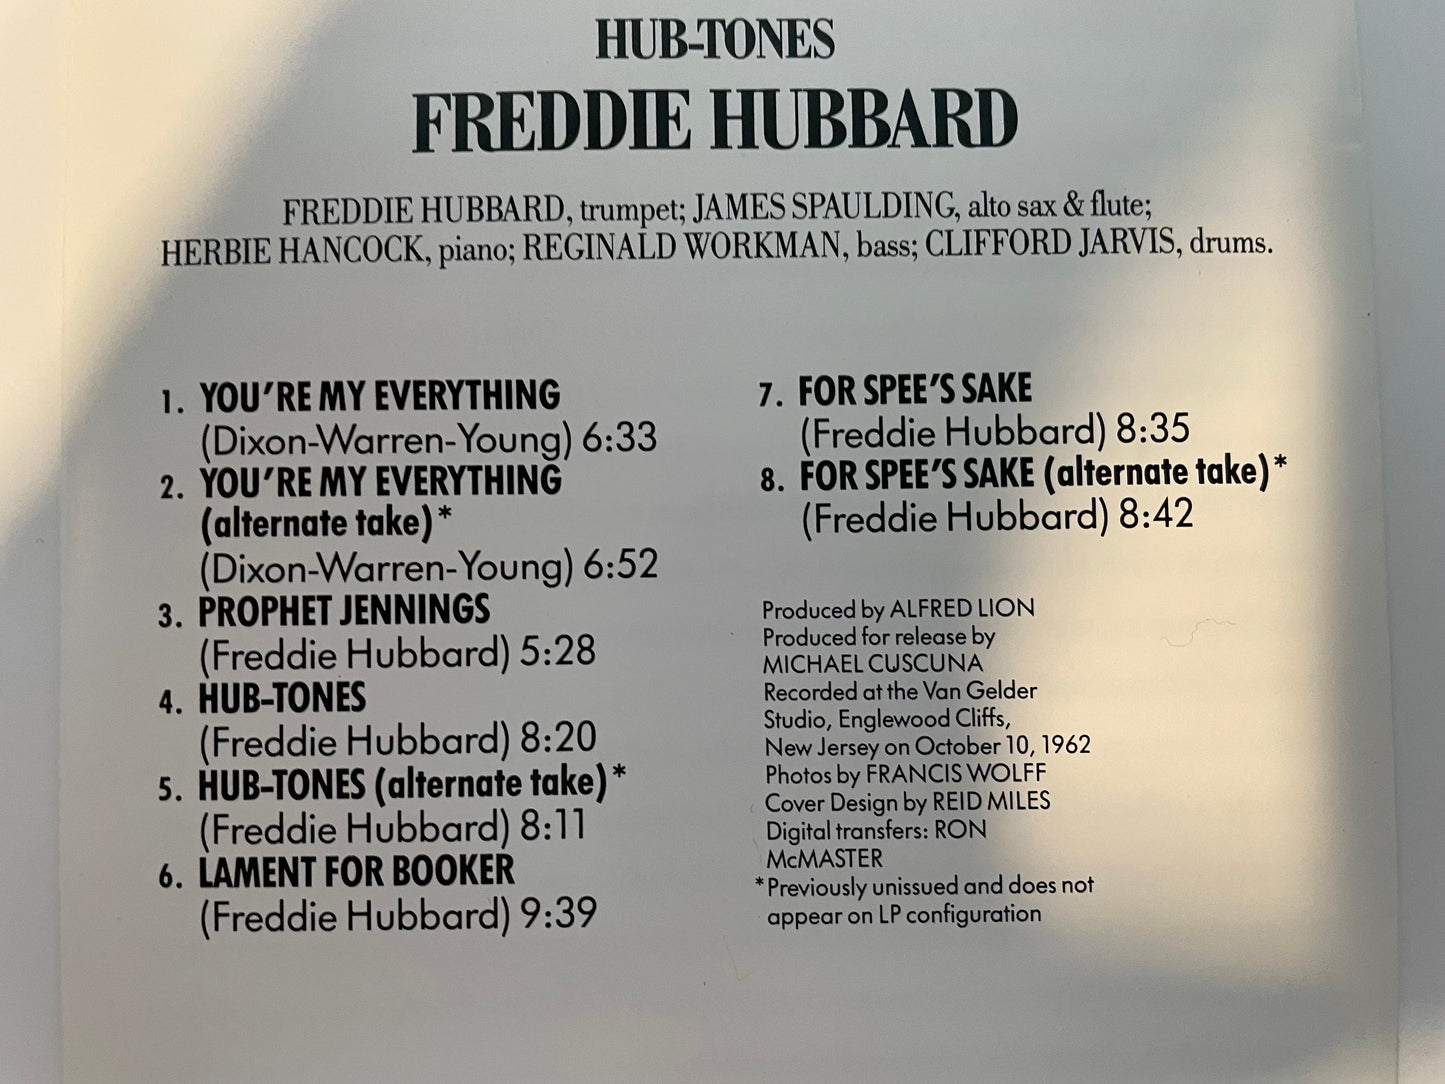 HUB-TONES
FREDDIE HUBBARD
FREDDIE HUBBARD, trumpet; JAMES SPAULDING, alto sax & flute;
HERBIE HANCOCK, piano; REGINALD WORKMAN, bass; CLIFFORD JARVIS, drums.
1. YOU'RE MY EVERYTHING
(Dixon-Warren-Young) 6:33
2. YOU'RE MY EVERYTHING
(alternate take)*
(Dixon-Warren-Young) 6:52
3. PROPHET JENNINGS
(Freddie Hubbard) 5:28
4. HUB-TONES
(Freddie Hubbard) 8:20
5. HUB-TONES (alternate take)*
(Freddie Hubbard) 8:11
6. LAMENT FOR BOOKER
(Freddie Hubbard) 9:39
7. FOR SPEE'S SAKE
(Freddie Hubbard) 8:35
8. FOR SPEE'S SAKE (alternate take)*
(Freddie Hubbard) 8:42
Produced by ALFRED LION
Produced for release by
MICHAEL CUSCUNA
Recorded at the Van Gelder
Studio, Englewood Cliffs,
New Jersey on October 10, 1962
Photos by FRANCIS WOLFF
Cover Design by REID MILES
Digital transfers: RON
McMASTER
*Previously unissued and does not
appear on LP configuration